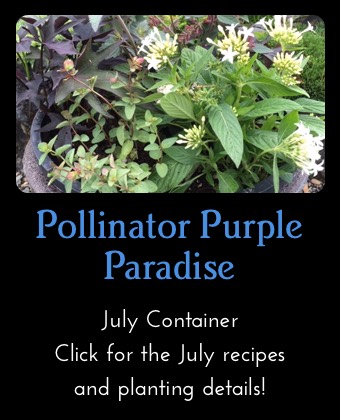 Pollinator Purple
Paradise
July Container
Click for the July recipes
and planting details!